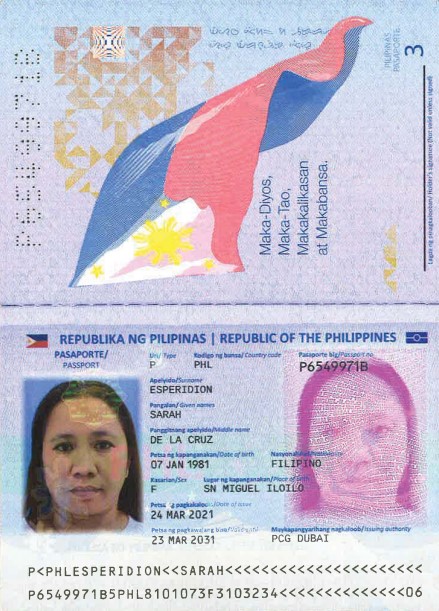 P6549971B
PILIPINAS
PASAPORTE
3
Maka-Diyos,
Maka-Tao,
Makakalikasan
at Makabansa.
Lagda ng pinagkalooban/ Holder's signature (Not valid unless signed)
REPUBLIKA NG PILIPINAS | REPUBLIC OF THE PHILIPPINES
PASAPORTE/
PASSPORT
Uri/ Type Kodigo ng bansa/ Country code Pasaporte blg/Passport no.
P PHL P6549971B
Apelyido/Surname
ESPERIDION
Pangalan/ Given names
SARAH
Panggitnang apelyido/Middle name
DE LA CRUZ
Petsa ng kapanganakan/Date of birth Nasyonalidad/Nationality
07 JAN 1981 FILIPINO
Kasarian/Sex Lugar ng kapanganakan/Place of birth
F SN MIGUEL ILOILO
Petsa ng pagkakaloob/Date of issue
24 MAR 2021
Petsa ng pagkawalang bisa/Valid until Maykapangyarihang nagkaloob/ Issuing authority
23 MAR 2031 PCG DUBAI
P<PHLESPERIDION<<SARAH<<<<<<<<<<<<<<<<<<<<<<
P6549971B5PHL8101073F3103234<<<<<<<<<<<<<<06